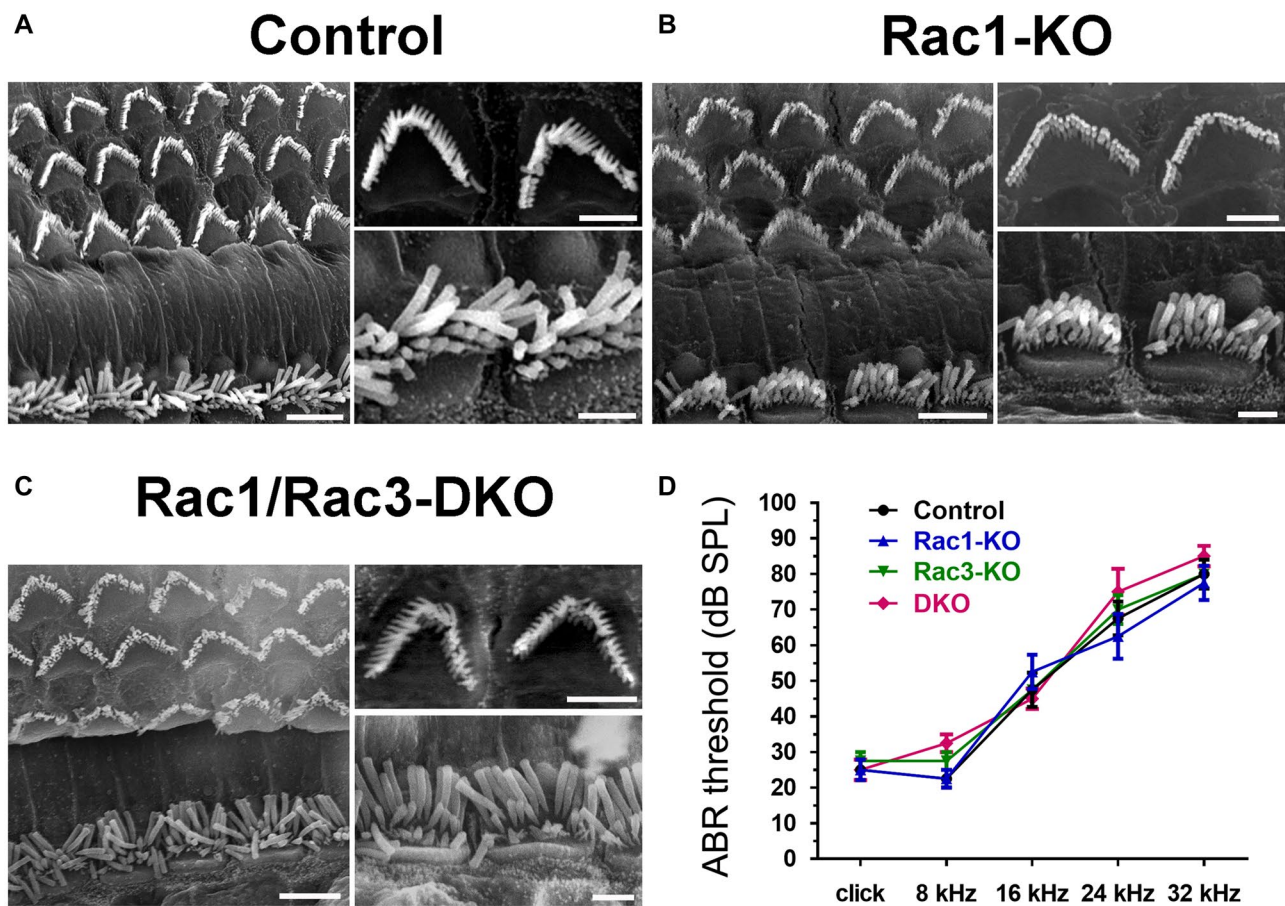 A
Control
B
Rac1-KO
C
Rac1/Rac3-DKO
D
ABR threshold (dB SPL)
100
90
80
70
60
50
40
30
20
10
0
Control
Rac1-KO
Rac3-KO
DKO
click 8 kHz 16 kHz 24 kHz 32 kHz